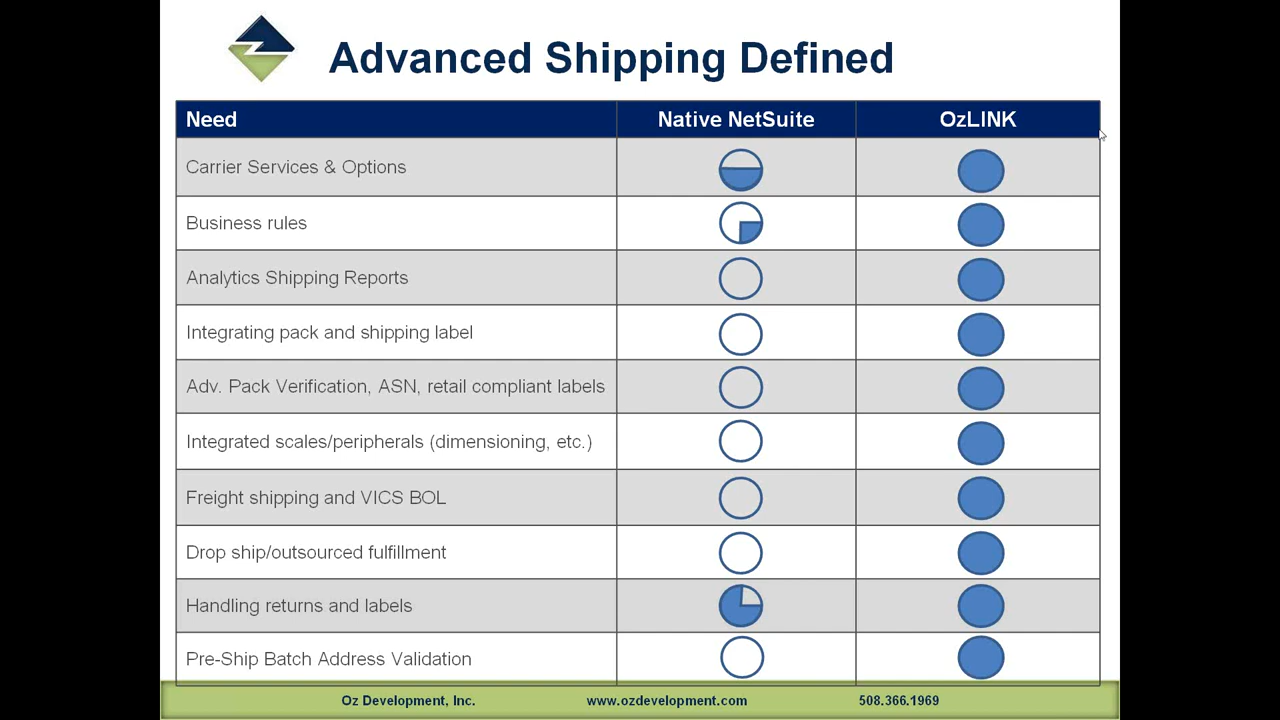 Advanced Shipping Defined
Need Native NetSuite OzLINK
Carrier Services & Options
Business rules
Analytics Shipping Reports
Integrating pack and shipping label
Adv. Pack Verification, ASN, retail compliant labels
Integrated scales/peripherals (dimensioning, etc.)
Freight shipping and VICS BOL
Drop ship/outsourced fulfillment
Handling returns and labels
Pre-Ship Batch Address Validation
Oz Development, Inc. www.ozdevelopment.com 508.366.1969